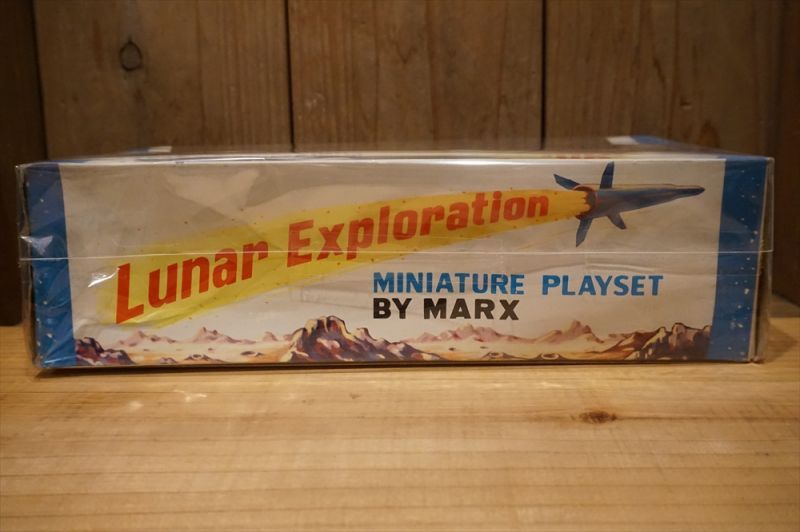 Lunar Exploration
MINIATURE PLAYSET
BY MARX